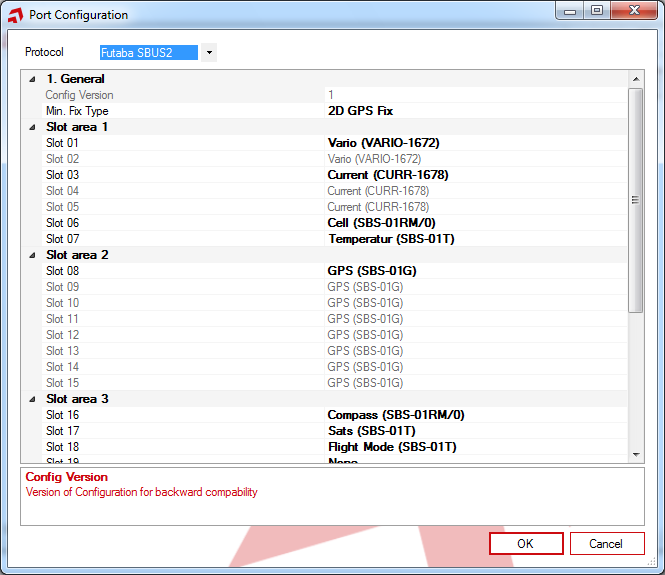 Port Configuration
Protocol Futaba SBUS2
1. General
Config Version 1
Min. Fix Type 2D GPS Fix
Slot area 1
Slot 01 Vario (VARIO-1672)
Slot 02 Vario (VARIO-1672)
Slot 03 Current (CURR-1678)
Slot 04 Current (CURR-1678)
Slot 05 Current (CURR-1678)
Slot 06 Cell (SBS-01RM/0)
Slot 07 Temperatur (SBS-01T)
Slot area 2
Slot 08 GPS (SBS-01G)
Slot 09 GPS (SBS-01G)
Slot 10 GPS (SBS-01G)
Slot 11 GPS (SBS-01G)
Slot 12 GPS (SBS-01G)
Slot 13 GPS (SBS-01G)
Slot 14 GPS (SBS-01G)
Slot 15 GPS (SBS-01G)
Slot area 3
Slot 16 Compass (SBS-01RM/0)
Slot 17 Sats (SBS-01T)
Slot 18 Flight Mode (SBS-01T)
Slot 19 None
Config Version
Version of Configuration for backward compability
OK Cancel